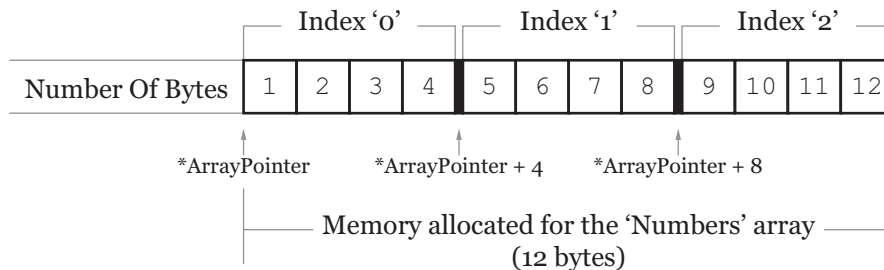 Index ‘0’ Index ‘1’ Index ‘2’
Number Of Bytes 1 2 3 4 5 6 7 8 9 10 11 12
*ArrayPointer *ArrayPointer + 4 *ArrayPointer + 8
Memory allocated for the ‘Numbers’ array
(12 bytes)